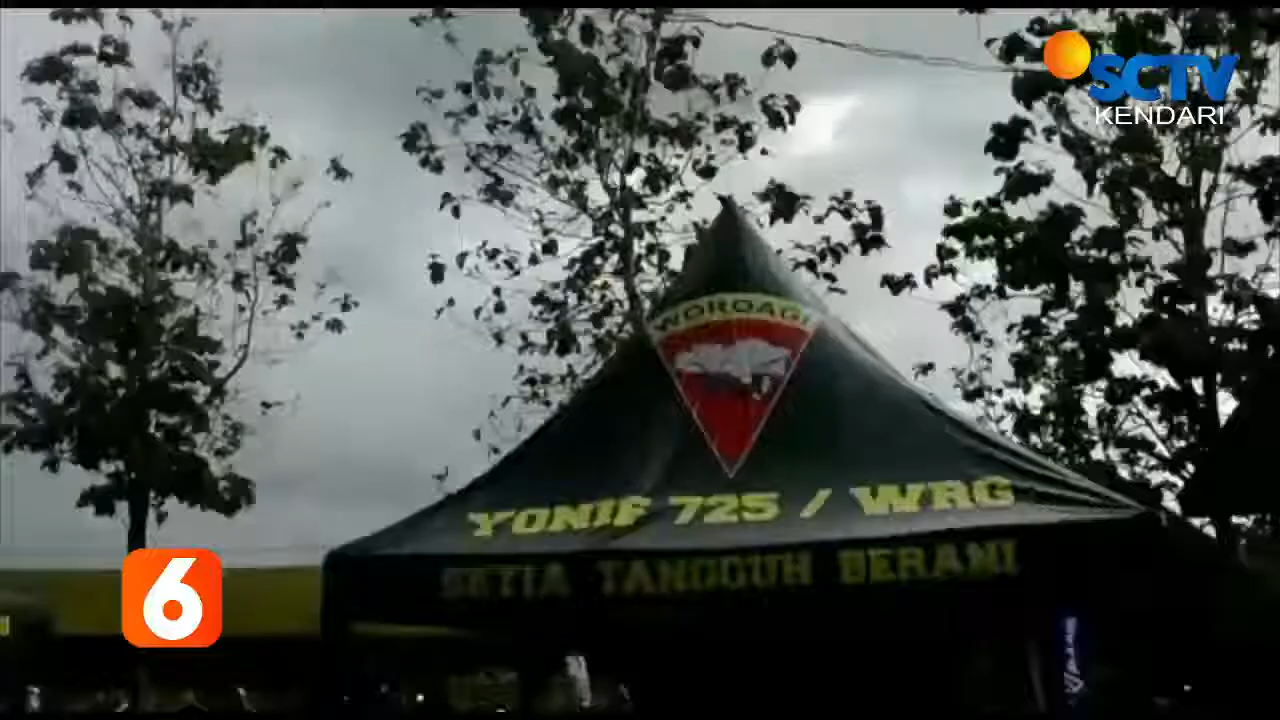 SCTV
KENDARI
WOROAGI
YONIF 725 / WRG
SETIA TANGGUH BERANI
6